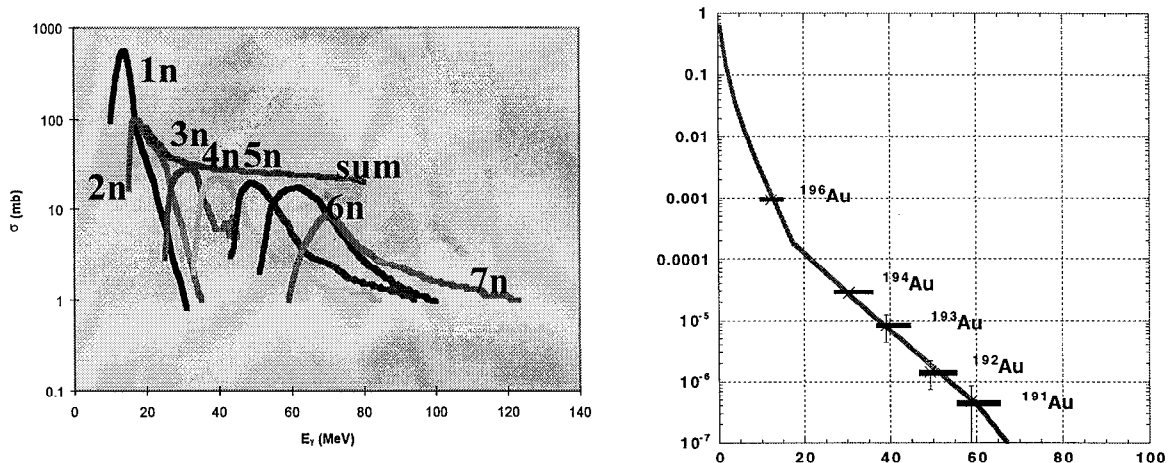 1000
100
10
1
0.1
σ (mb)
1n
2n
3n
4n5n
sum
6n
7n
0 20 40 60 80 100 120 140
Eγ (MeV)
1
0.1
0.01
0.001
0.0001
10⁻⁵
10⁻⁶
10⁻⁷
¹⁹⁶Au
¹⁹⁴Au
¹⁹³Au
¹⁹²Au
¹⁹¹Au
0 20 40 60 80 100